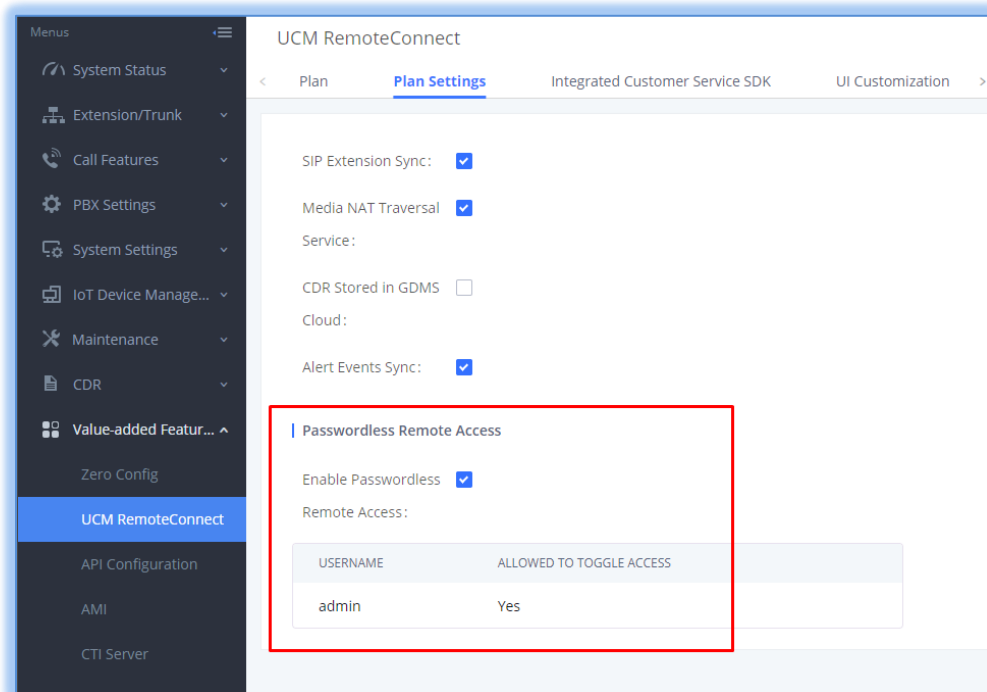 Menus
System Status
Extension/Trunk
Call Features
PBX Settings
System Settings
IoT Device Manage...
Maintenance
CDR
Value-added Featur...
Zero Config
UCM RemoteConnect
API Configuration
AMI
CTI Server
UCM RemoteConnect
Plan Plan Settings Integrated Customer Service SDK UI Customization
SIP Extension Sync:
Media NAT Traversal
Service:
CDR Stored in GDMS
Cloud:
Alert Events Sync:
Passwordless Remote Access
Enable Passwordless
Remote Access:
USERNAME ALLOWED TO TOGGLE ACCESS
admin Yes